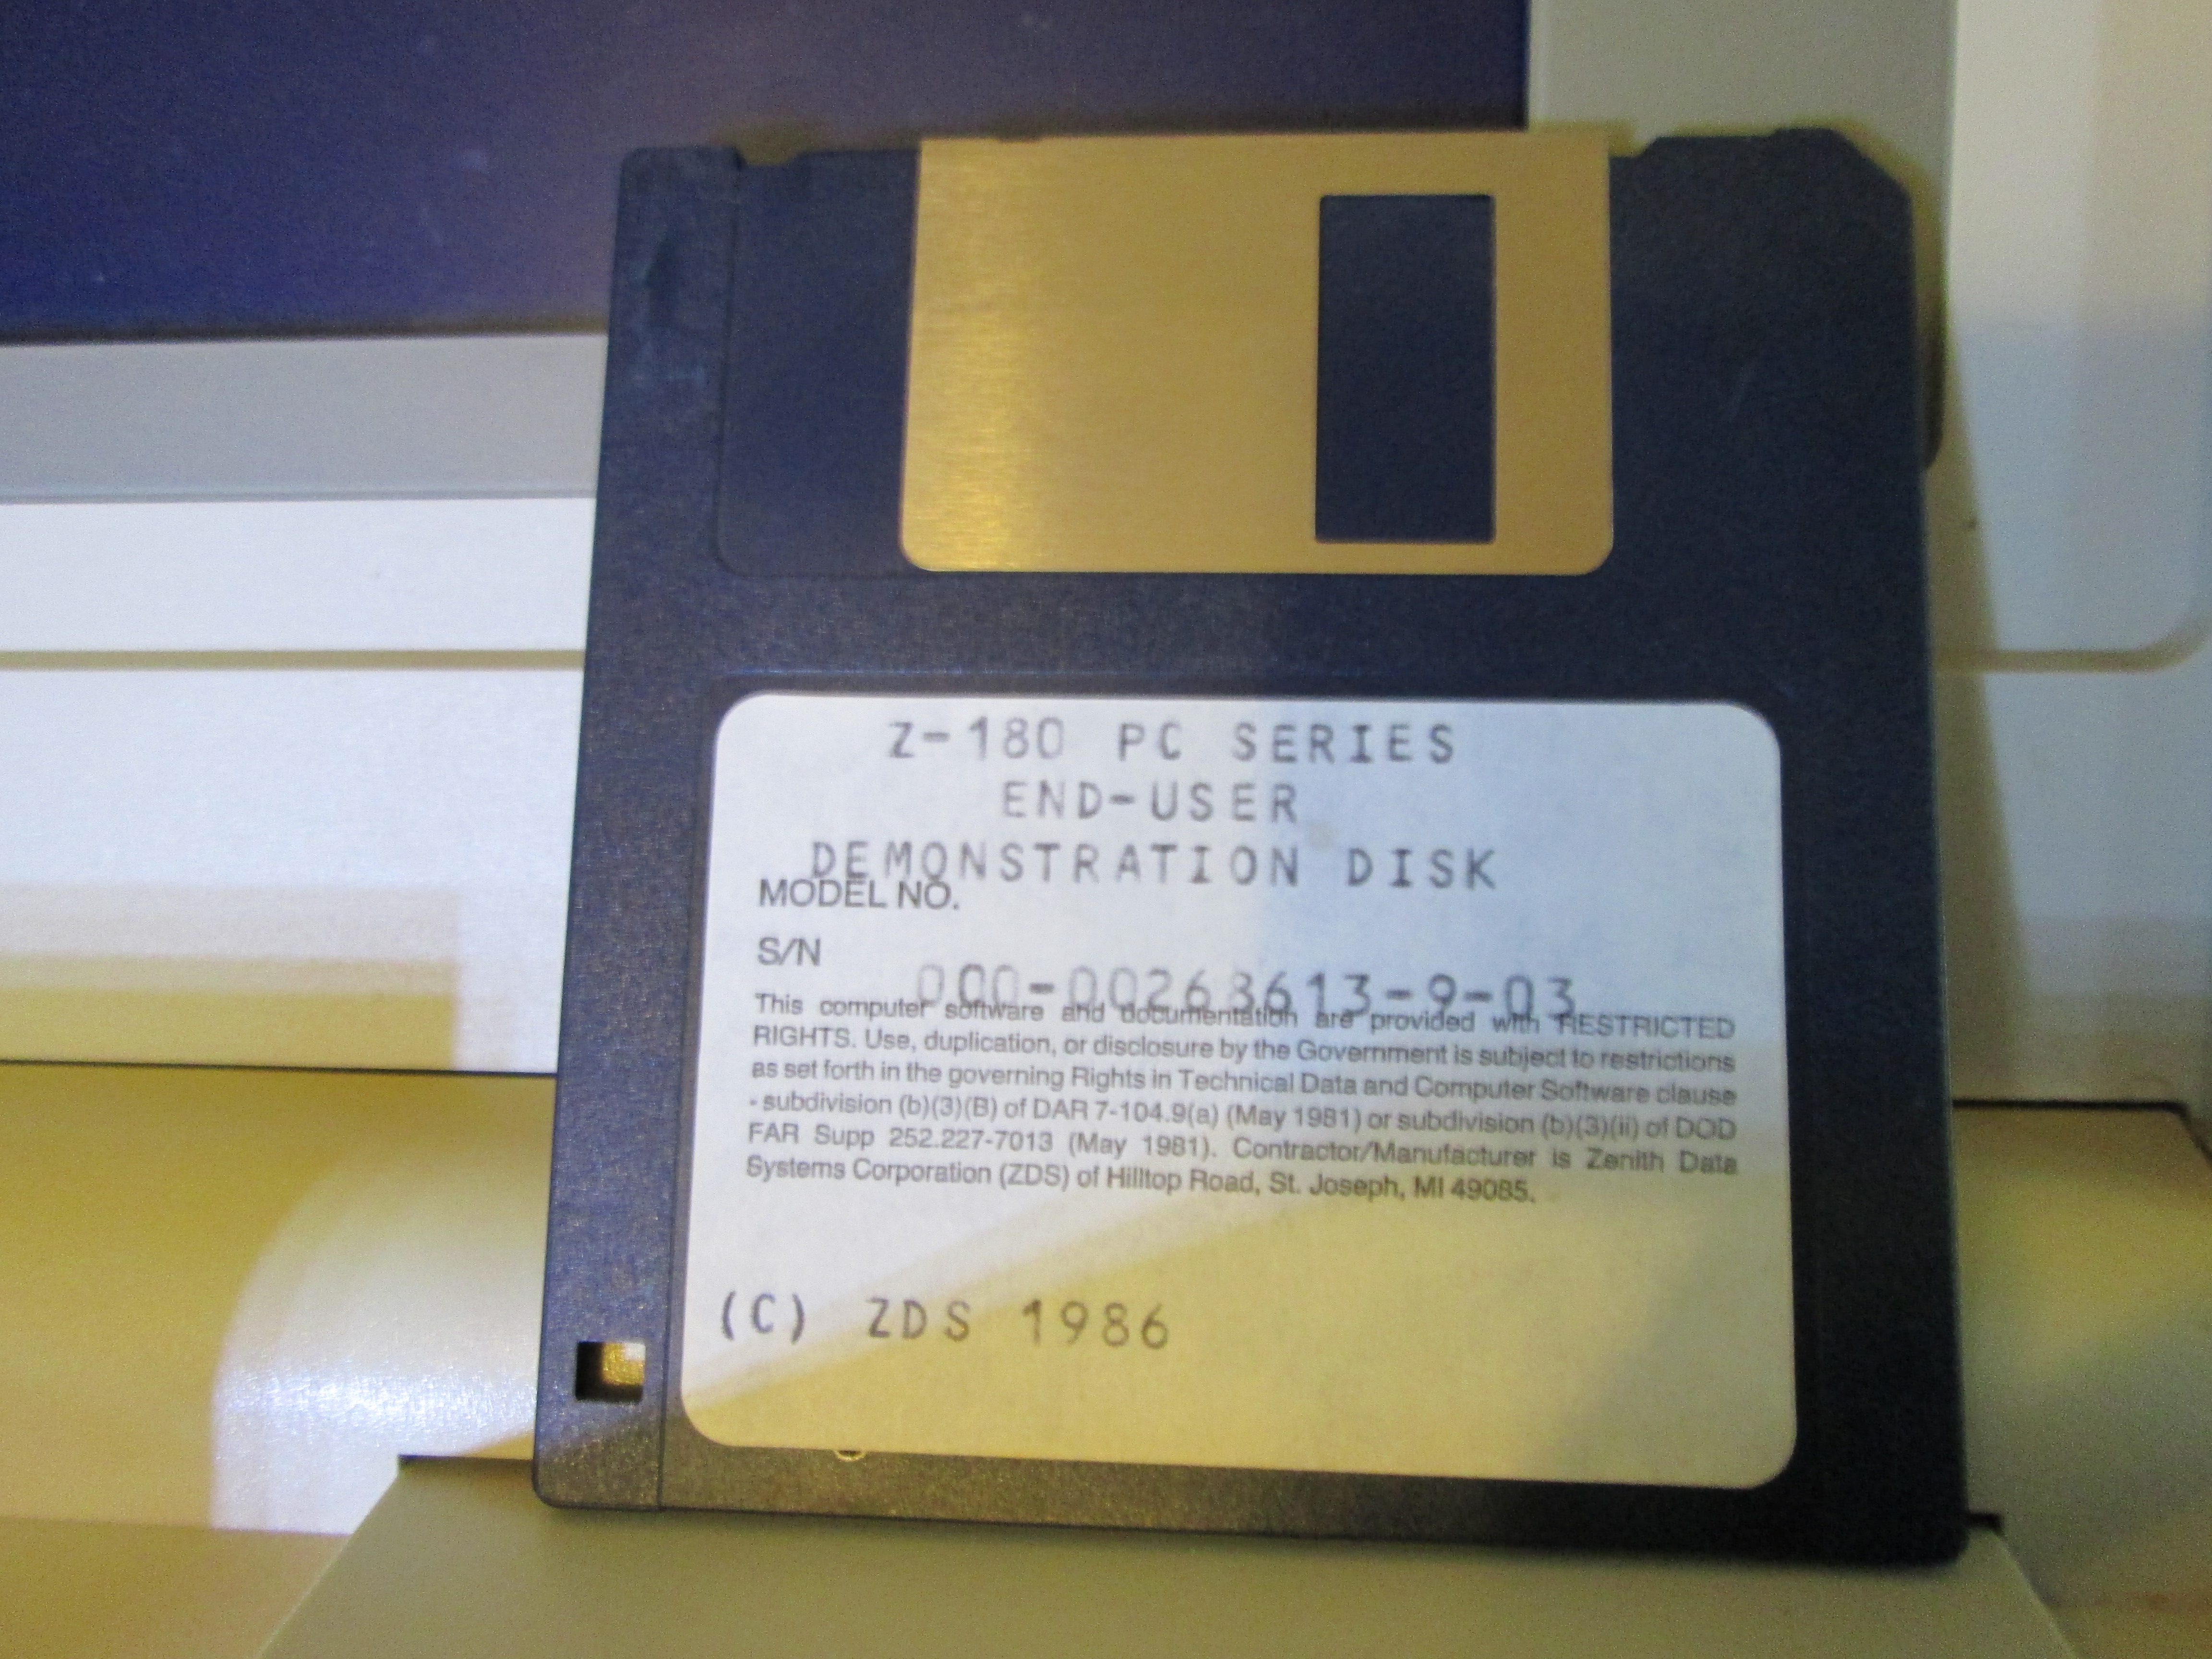 Z-180 PC SERIES
END-USER
DEMONSTRATION DISK
MODEL NO.
S/N
000-00268613-9-03
This computer software and documentation are provided with RESTRICTED
RIGHTS. Use, duplication, or disclosure by the Government is subject to restrictions
as set forth in the governing Rights in Technical Data and Computer Software clause
- subdivision (b)(3)(B) of DAR 7-104.9(a) (May 1981) or subdivision (b)(3)(ii) of DOD
FAR Supp 252.227-7013 (May 1981). Contractor/Manufacturer is Zenith Data
Systems Corporation (ZDS) of Hilltop Road, St. Joseph, MI 49085.
(C) ZDS 1986